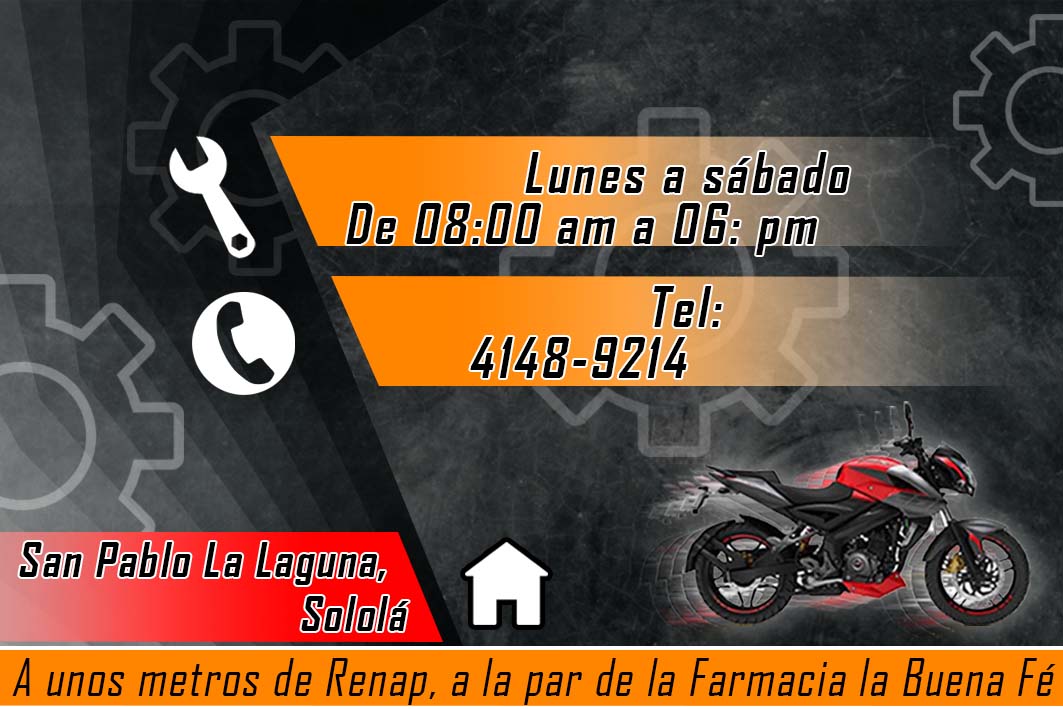 Lunes a sábado
De 08:00 am a 06: pm
Tel:
4148-9214
San Pablo La Laguna,
Sololá
A unos metros de Renap, a la par de la Farmacia la Buena Fé